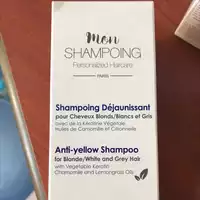 Mon
SHAMPOING
Personalized Haircare
PARIS
Shampoing Déjaunissant
pour Cheveux Blonds/Blancs et Gris
avec de la Kératine Végétale
Huiles de Camomille et Citronnelle
Anti-yellow Shampoo
for Blonde/White and Grey Hair
with Vegetable Keratin
Chamomile and Lemongrass Oils